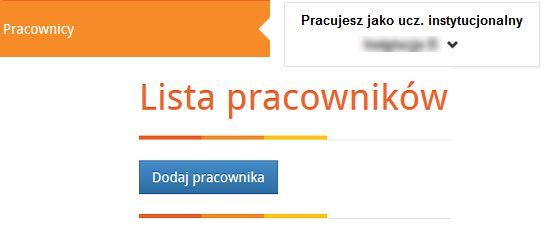 Pracownicy
Pracujesz jako ucz. instytucjonalny
Lista pracowników
Dodaj pracownika